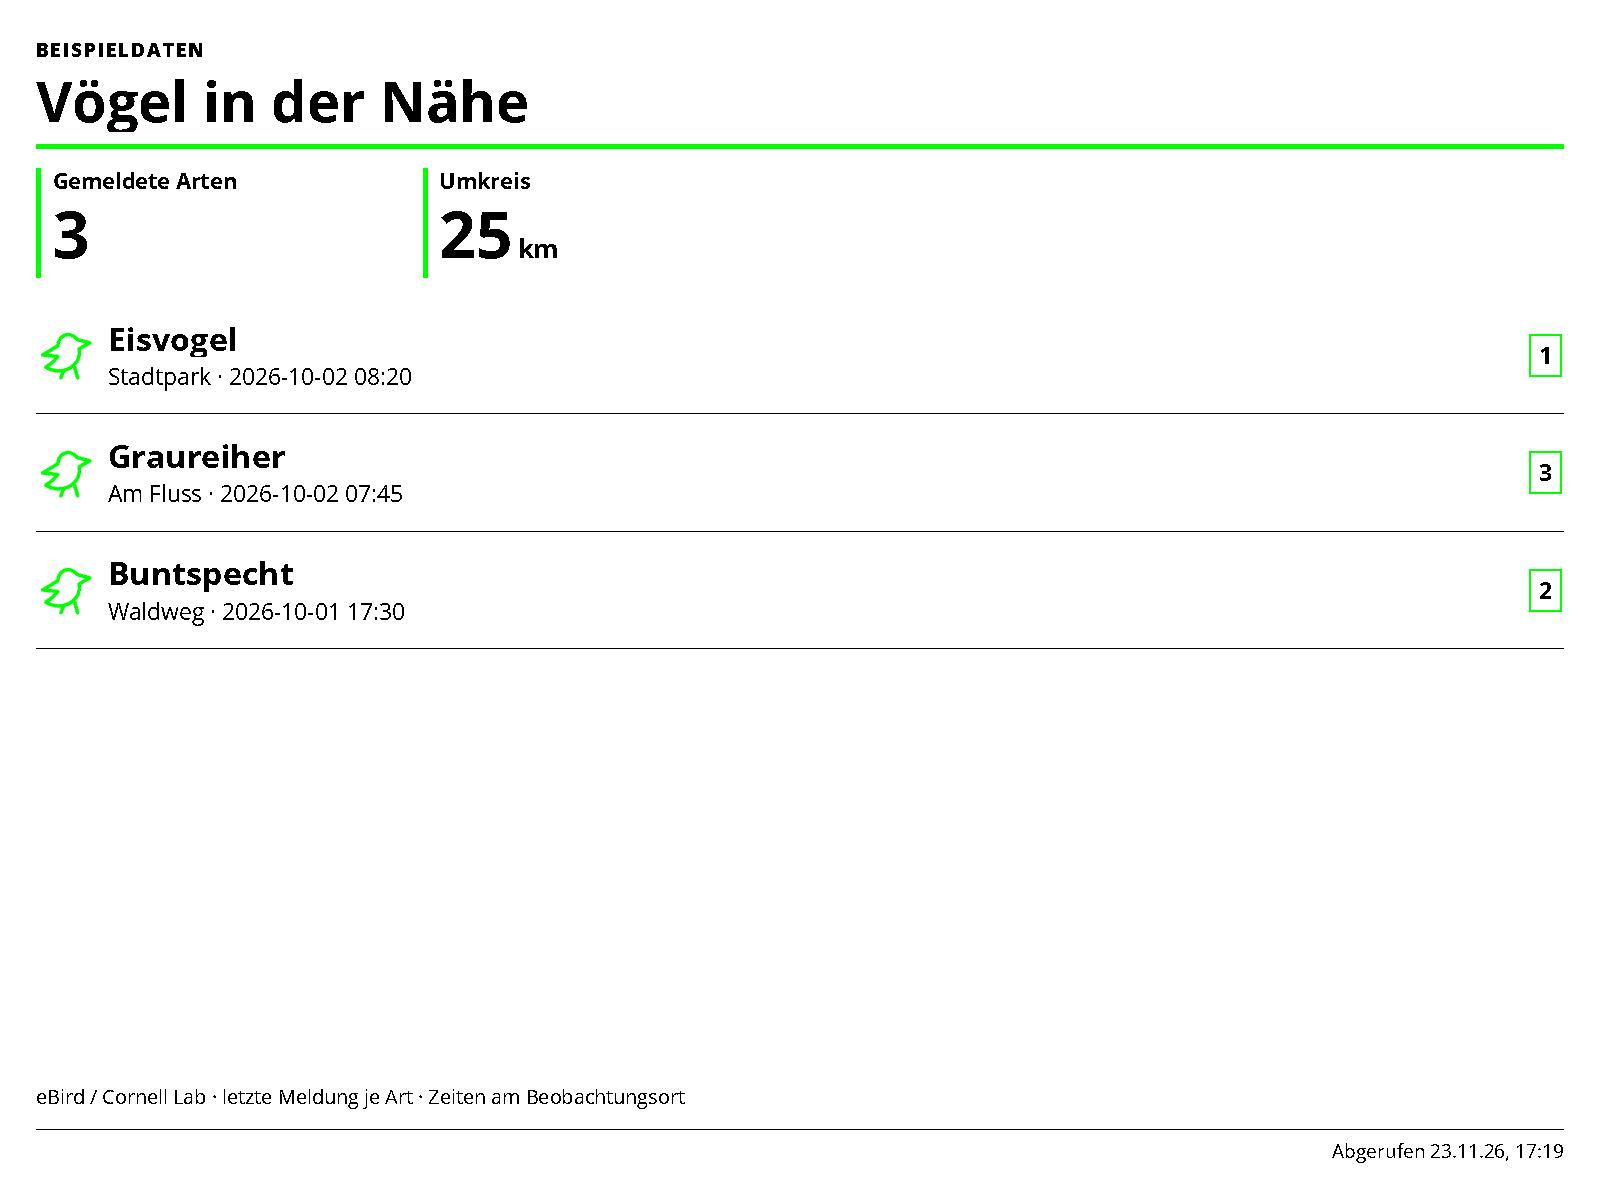 BEISPIELDATEN
Vögel in der Nähe
Gemeldete Arten
3
Umkreis
25 km
Eisvogel
Stadtpark · 2026-10-02 08:20
1
Graureiher
Am Fluss · 2026-10-02 07:45
3
Buntspecht
Waldweg · 2026-10-01 17:30
2
eBird / Cornell Lab · letzte Meldung je Art · Zeiten am Beobachtungsort
Abgerufen 23.11.26, 17:19